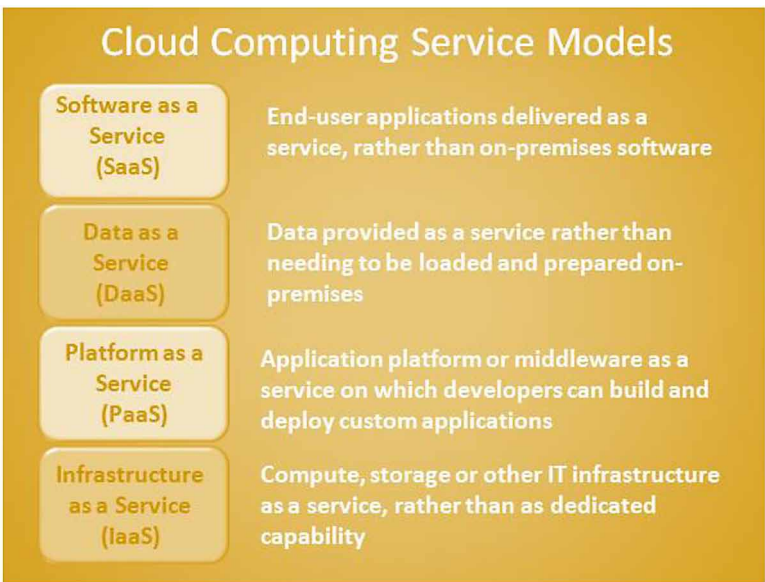 Cloud Computing Service Models
Software as a
Service
(SaaS)
End-user applications delivered as a
service, rather than on-premises software
Data as a
Service
(DaaS)
Data provided as a service rather than
needing to be loaded and prepared on-
premises
Platform as a
Service
(PaaS)
Application platform or middleware as a
service on which developers can build and
deploy custom applications
Infrastructure
as a Service
(IaaS)
Compute, storage or other IT infrastructure
as a service, rather than as dedicated
capability